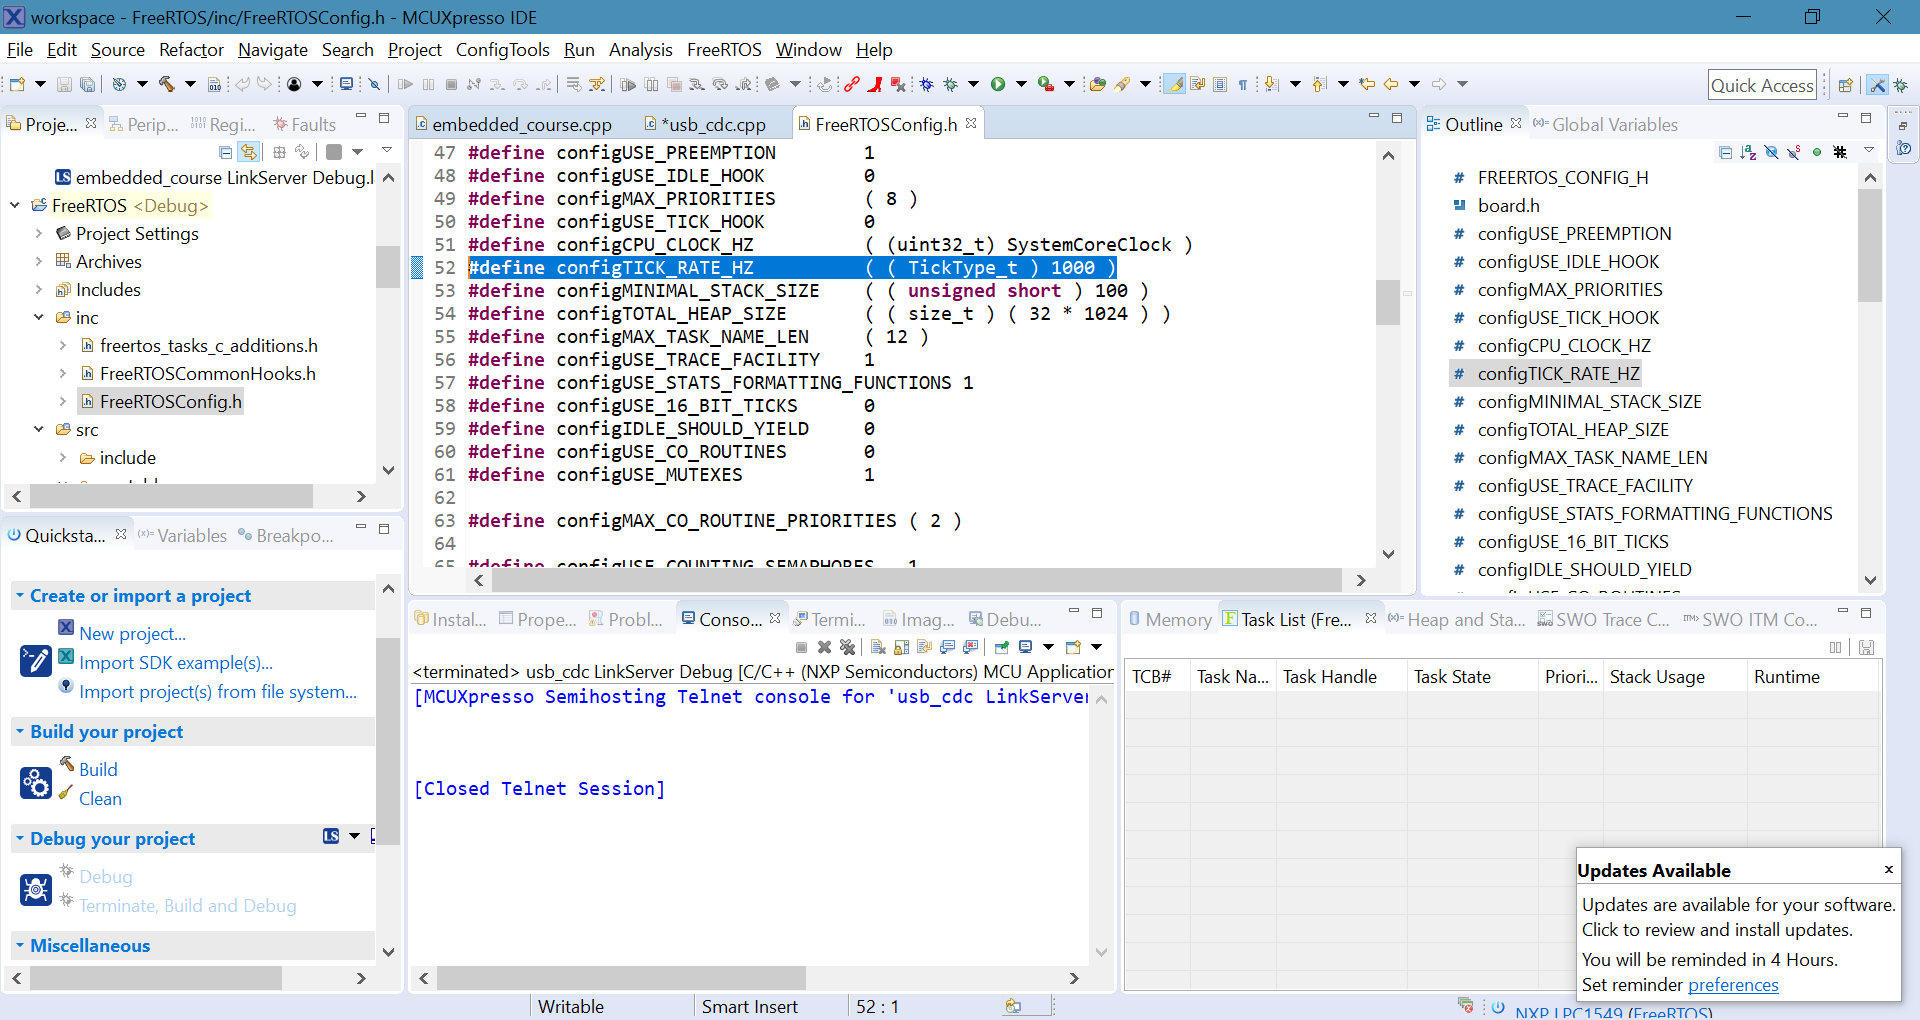 workspace - FreeRTOS/inc/FreeRTOSConfig.h - MCUXpresso IDE
File Edit Source Refactor Navigate Search Project ConfigTools Run Analysis FreeRTOS Window Help
Quick Access
Proje...
Perip...
Regi...
Faults
embedded_course LinkServer Debug.l
FreeRTOS <Debug>
Project Settings
Archives
Includes
inc
freertos_tasks_c_additions.h
FreeRTOSCommonHooks.h
FreeRTOSConfig.h
src
include
embedded_course.cpp
*usb_cdc.cpp
FreeRTOSConfig.h
47 #define configUSE_PREEMPTION 1
48 #define configUSE_IDLE_HOOK 0
49 #define configMAX_PRIORITIES ( 8 )
50 #define configUSE_TICK_HOOK 0
51 #define configCPU_CLOCK_HZ ( (uint32_t) SystemCoreClock )
52 #define configTICK_RATE_HZ ( ( TickType_t ) 1000 )
53 #define configMINIMAL_STACK_SIZE ( ( unsigned short ) 100 )
54 #define configTOTAL_HEAP_SIZE ( ( size_t ) ( 32 * 1024 ) )
55 #define configMAX_TASK_NAME_LEN ( 12 )
56 #define configUSE_TRACE_FACILITY 1
57 #define configUSE_STATS_FORMATTING_FUNCTIONS 1
58 #define configUSE_16_BIT_TICKS 0
59 #define configIDLE_SHOULD_YIELD 0
60 #define configUSE_CO_ROUTINES 0
61 #define configUSE_MUTEXES 1
62
63 #define configMAX_CO_ROUTINE_PRIORITIES ( 2 )
64
65 #define configUSE_COUNTING_SEMAPHORES 1
Outline
Global Variables
FREERTOS_CONFIG_H
board.h
configUSE_PREEMPTION
configUSE_IDLE_HOOK
configMAX_PRIORITIES
configUSE_TICK_HOOK
configCPU_CLOCK_HZ
configTICK_RATE_HZ
configMINIMAL_STACK_SIZE
configTOTAL_HEAP_SIZE
configMAX_TASK_NAME_LEN
configUSE_TRACE_FACILITY
configUSE_STATS_FORMATTING_FUNCTIONS
configUSE_16_BIT_TICKS
configIDLE_SHOULD_YIELD
configUSE_CO_ROUTINES
Quicksta...
Variables
Breakpo...
Create or import a project
New project...
Import SDK example(s)...
Import project(s) from file system...
Build your project
Build
Clean
Debug your project
LS
Debug
Terminate, Build and Debug
Miscellaneous
Instal...
Prope...
Probl...
Conso...
Termi...
Imag...
Debu...
<terminated> usb_cdc LinkServer Debug [C/C++ (NXP Semiconductors) MCU Application
[MCUXpresso Semihosting Telnet console for 'usb_cdc LinkServer
[Closed Telnet Session]
Memory
Task List (Fre...
Heap and Sta...
SWO Trace C...
SWO ITM Co...
TCB# Task Na... Task Handle Task State Priori... Stack Usage Runtime
Updates Available
Updates are available for your software.
Click to review and install updates.
You will be reminded in 4 Hours.
Set reminder preferences
Writable
Smart Insert
52 : 1
NXP LPC1549 (FreeRTOS)